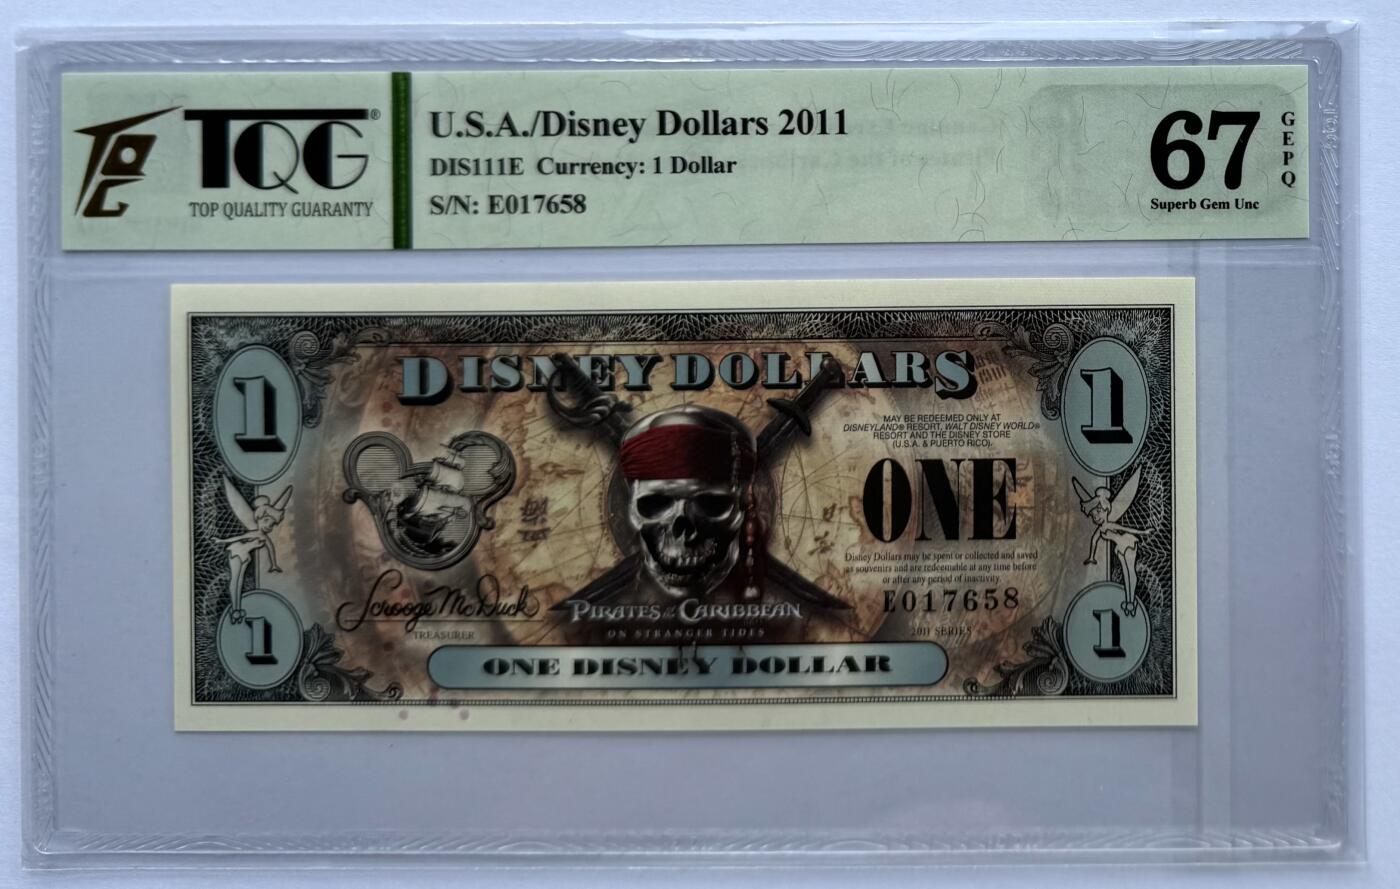 TQG®
TOP QUALITY GUARANTY
U.S.A./Disney Dollars 2011
DIS111E Currency: 1 Dollar
S/N: E017658
67
GEPQ
Superb Gem Unc
DISNEY DOLLARS
1
1
MAY BE REDEEMED ONLY AT
DISNEYLAND® RESORT, WALT DISNEY WORLD®
RESORT AND THE DISNEY STORE
(U.S.A. & PUERTO RICO).
ONE
Disney Dollars may be spent or collected and saved
as souvenirs and are redeemable at any time before
or after any period of inactivity.
E017658
2011 SERIES
Scrooge McDuck
TREASURER
PIRATES of the CARIBBEAN
ON STRANGER TIDES
1
1
ONE DISNEY DOLLAR